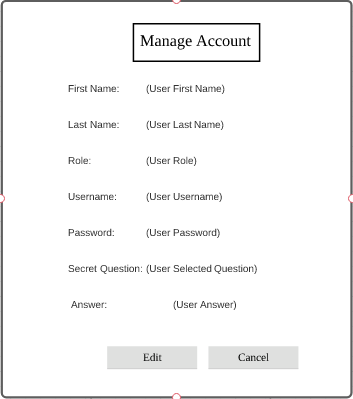 Manage Account
First Name: (User First Name)
Last Name: (User Last Name)
Role: (User Role)
Username: (User Username)
Password: (User Password)
Secret Question: (User Selected Question)
Answer: (User Answer)
Edit Cancel